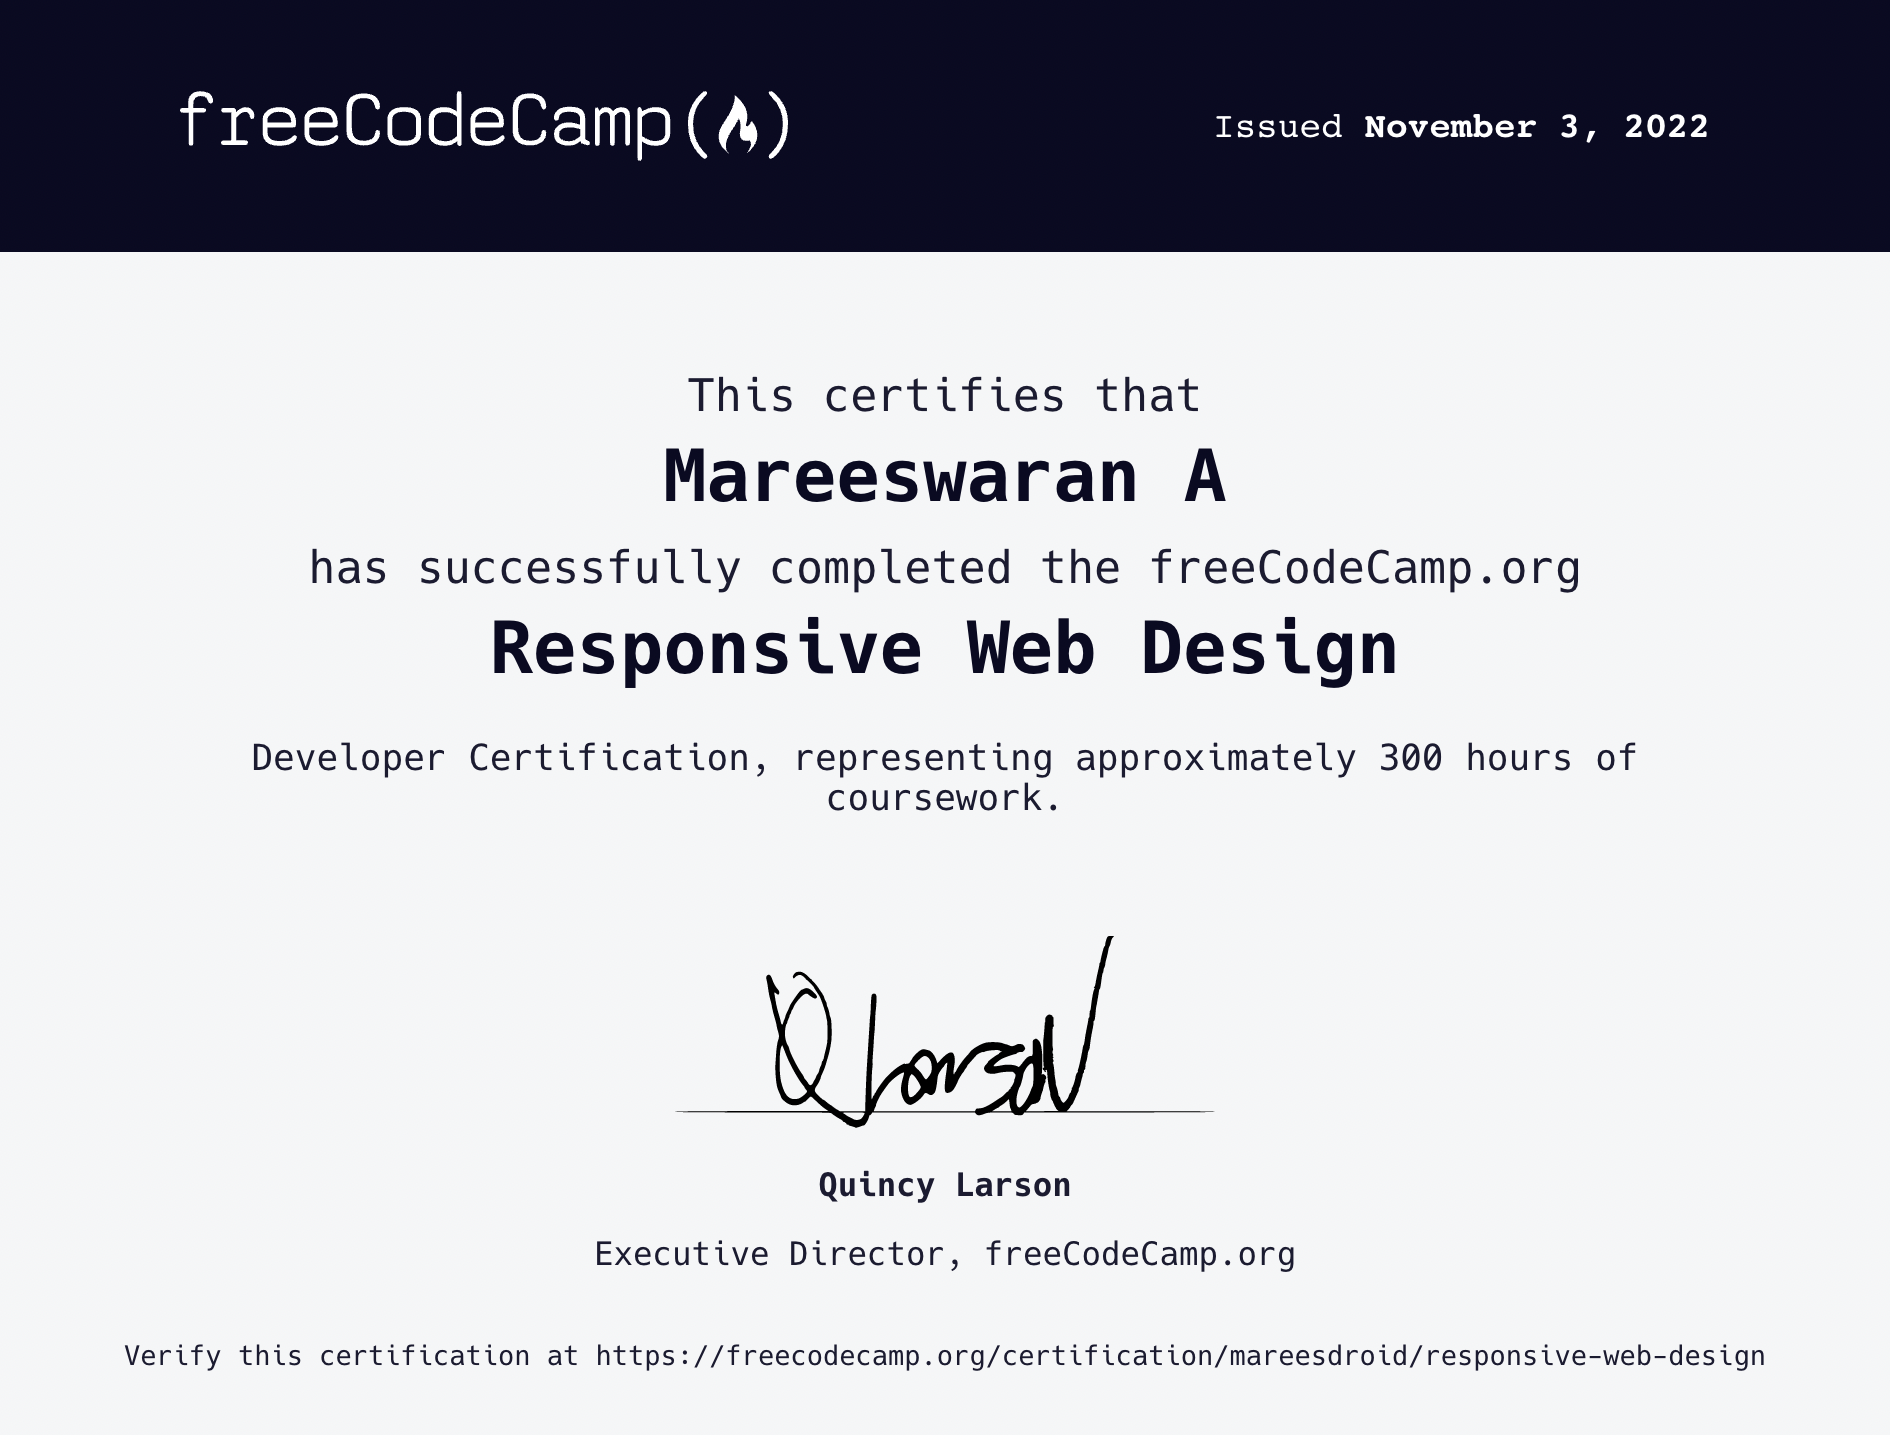 freeCodeCamp
Issued November 3, 2022
This certifies that
Mareeswaran A
has successfully completed the freeCodeCamp.org
Responsive Web Design
Developer Certification, representing approximately 300 hours of
coursework.
Q Larson
Quincy Larson
Executive Director, freeCodeCamp.org
Verify this certification at https://freecodecamp.org/certification/mareesdroid/responsive-web-design